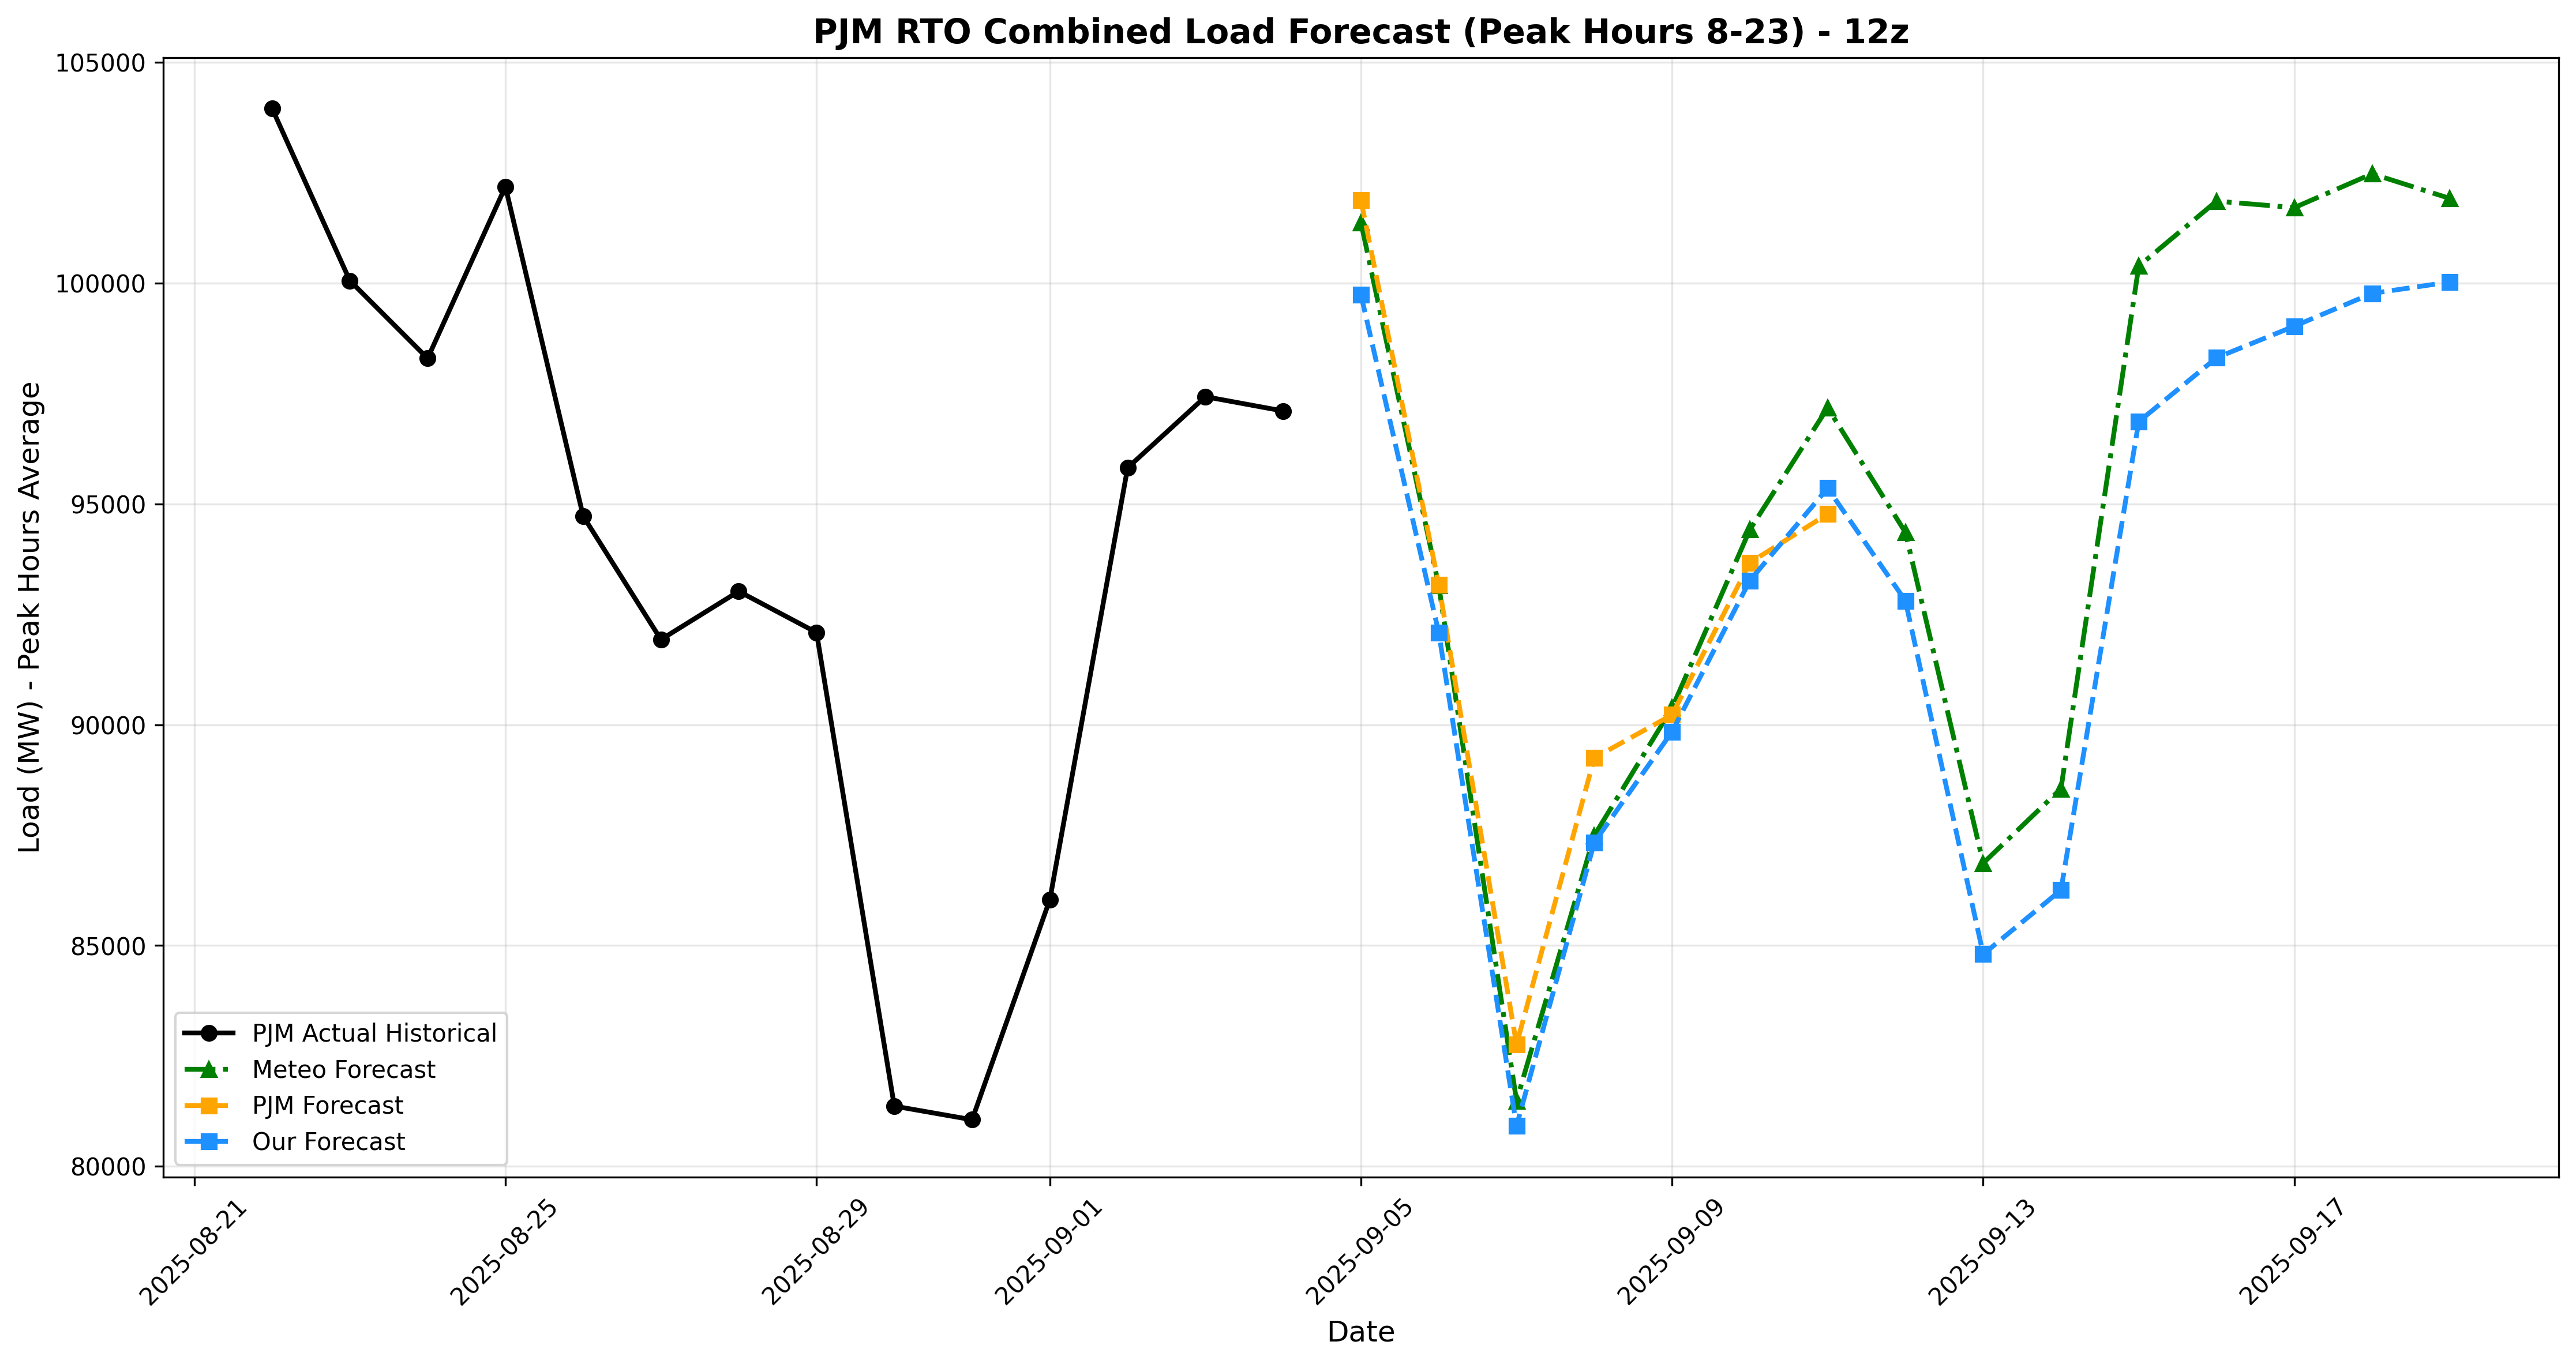 PJM RTO Combined Load Forecast (Peak Hours 8-23) - 12z
Load (MW) - Peak Hours Average
105000
100000
95000
90000
85000
80000
PJM Actual Historical
Meteo Forecast
PJM Forecast
Our Forecast
2025-08-21
2025-08-25
2025-08-29
2025-09-01
2025-09-05
2025-09-09
2025-09-13
2025-09-17
Date